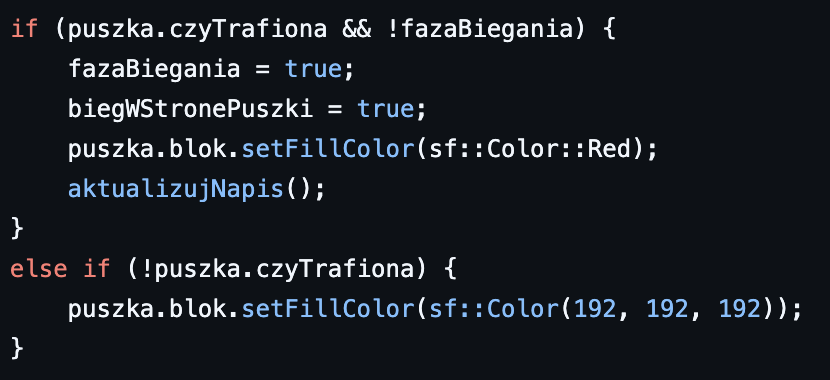 if (puszka.czyTrafiona && !fazaBiegania) {
    fazaBiegania = true;
    biegWStronePuszki = true;
    puszka.blok.setFillColor(sf::Color::Red);
    aktualizujNapis();
}
else if (!puszka.czyTrafiona) {
    puszka.blok.setFillColor(sf::Color(192, 192, 192));
}